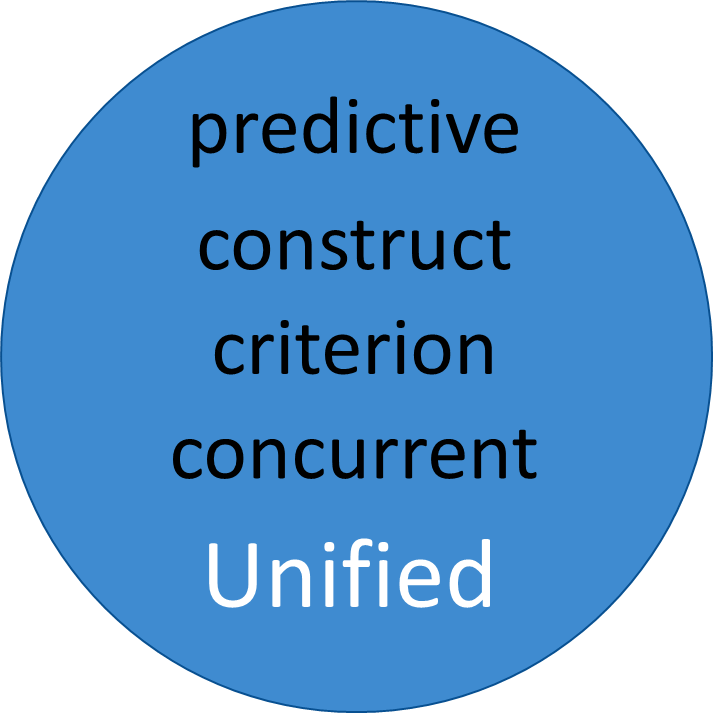 predictive
construct
criterion
concurrent
Unified